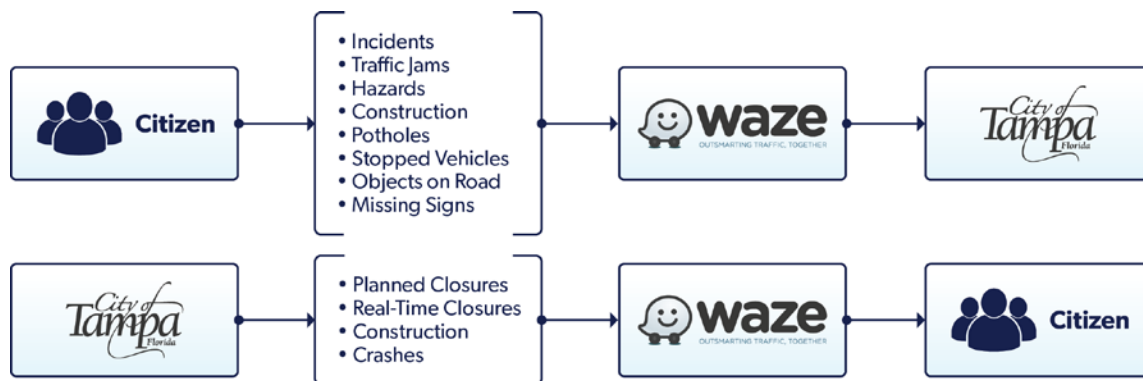 Citizen
• Incidents
• Traffic Jams
• Hazards
• Construction
• Potholes
• Stopped Vehicles
• Objects on Road
• Missing Signs
waze
OUTSMARTING TRAFFIC, TOGETHER
City of
Tampa
Florida
City of
Tampa
Florida
• Planned Closures
• Real-Time Closures
• Construction
• Crashes
waze
OUTSMARTING TRAFFIC, TOGETHER
Citizen